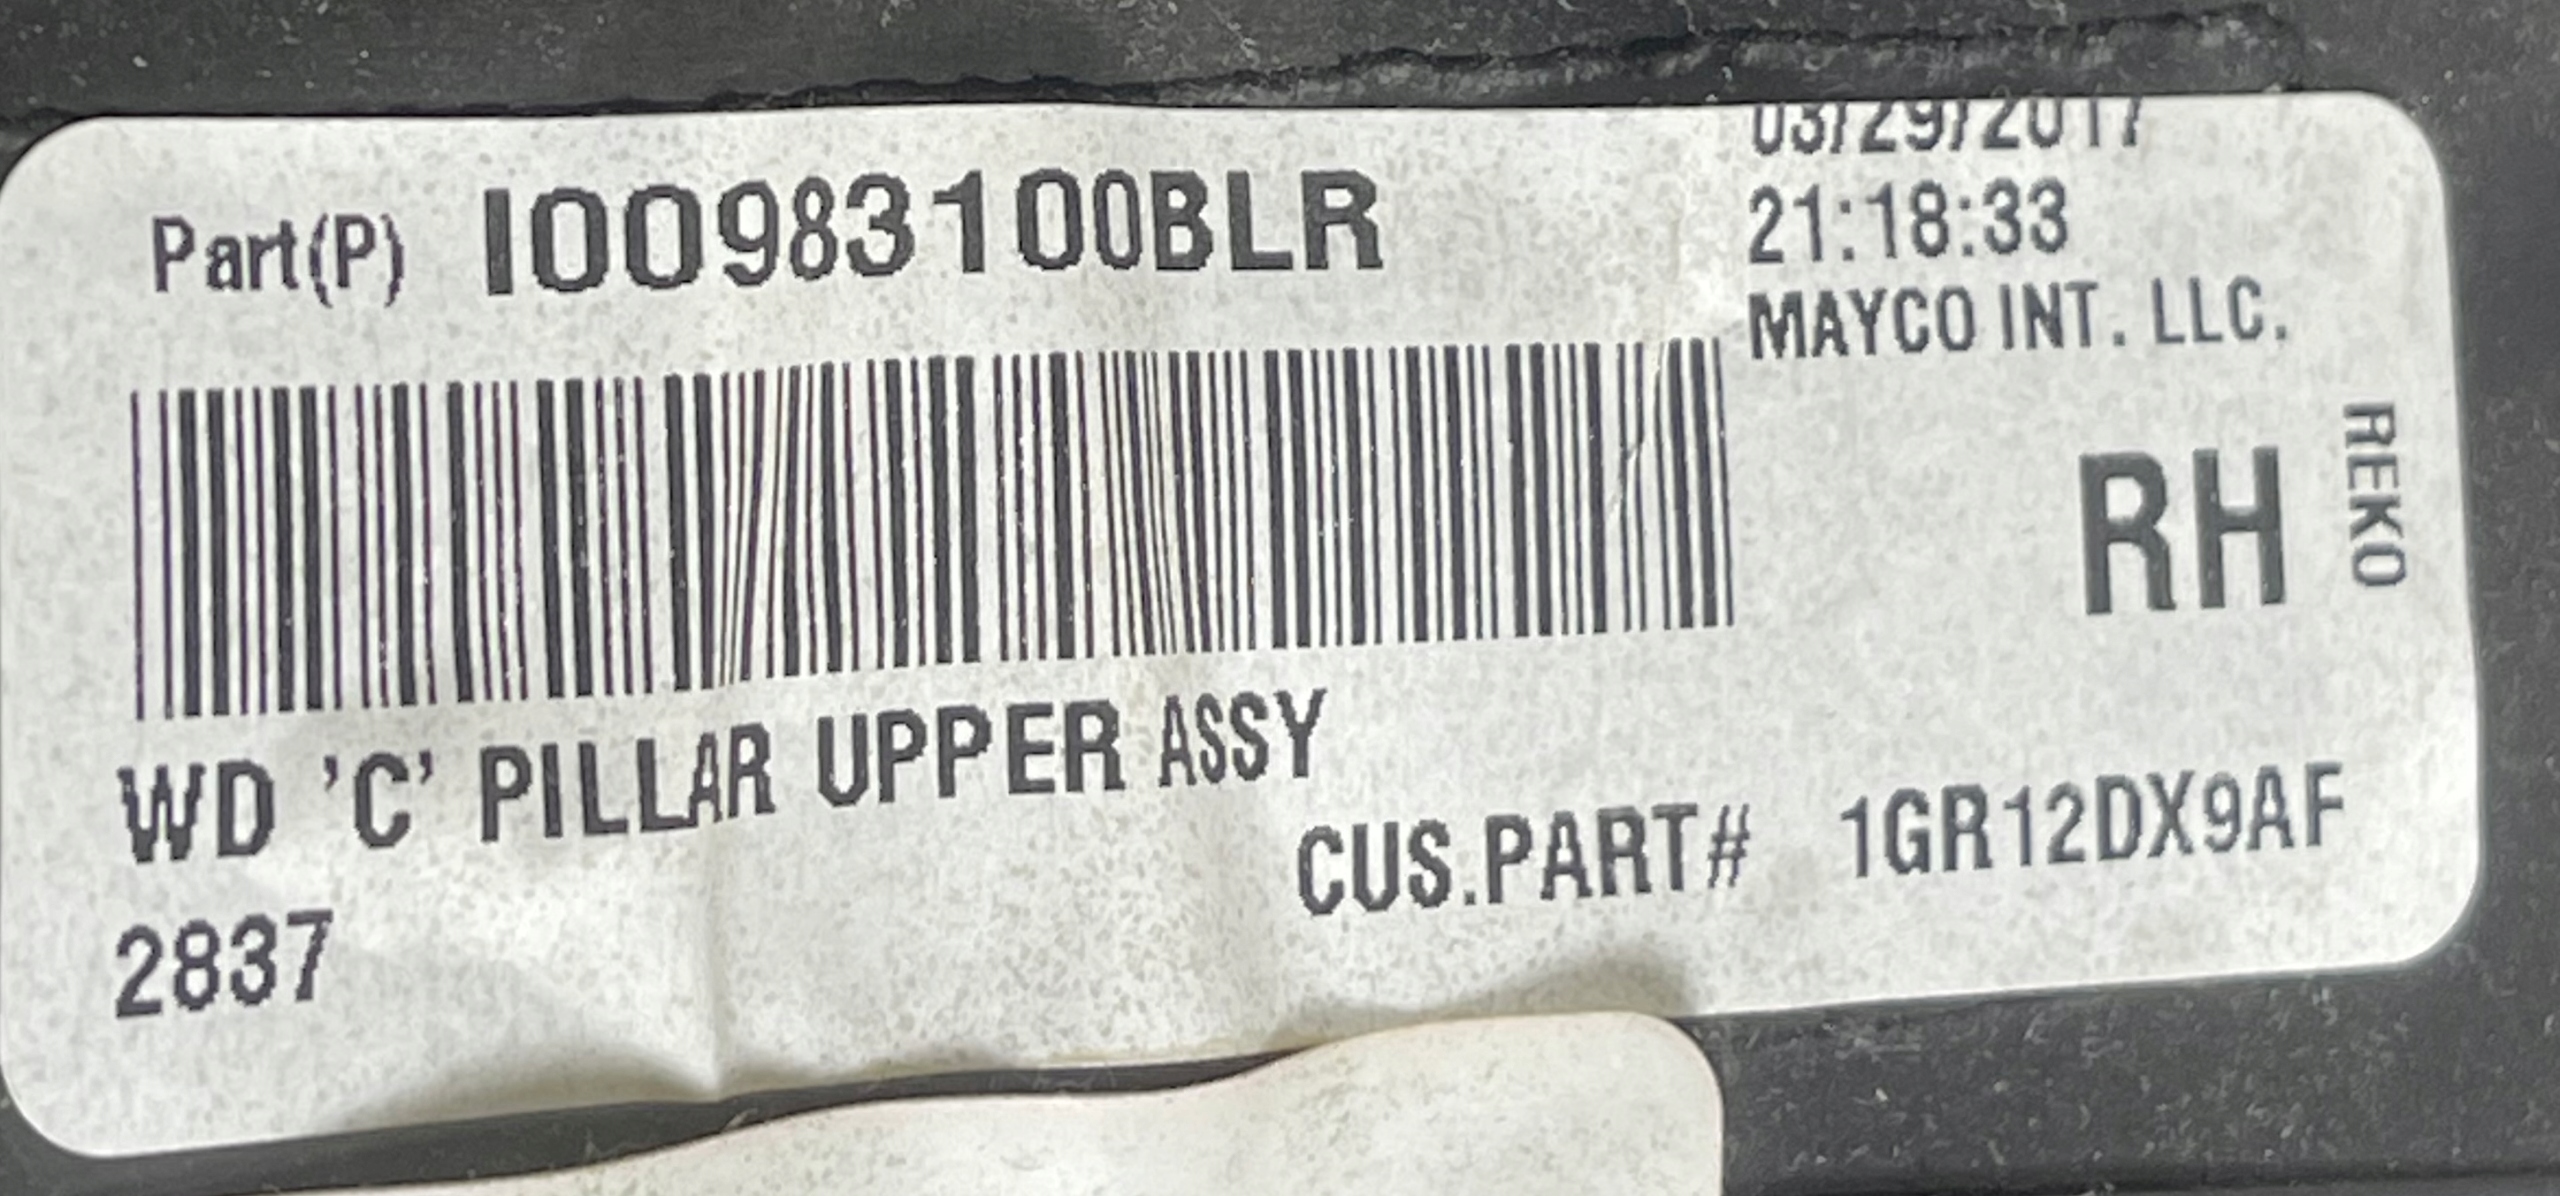 03/29/2017
Part(P) I00983100BLR
21:18:33
MAYCO INT. LLC.
RH
REKO
WD 'C' PILLAR UPPER ASSY
CUS.PART# 1GR12DX9AF
2837